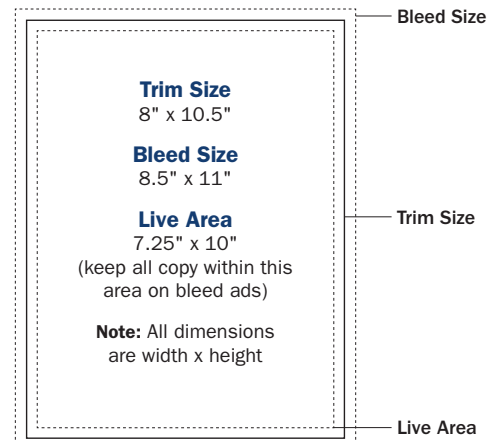 Bleed Size
Trim Size
8" x 10.5"
Bleed Size
8.5" x 11"
Live Area
7.25" x 10"
(keep all copy within this
area on bleed ads)
Trim Size
Note: All dimensions
are width x height
Live Area